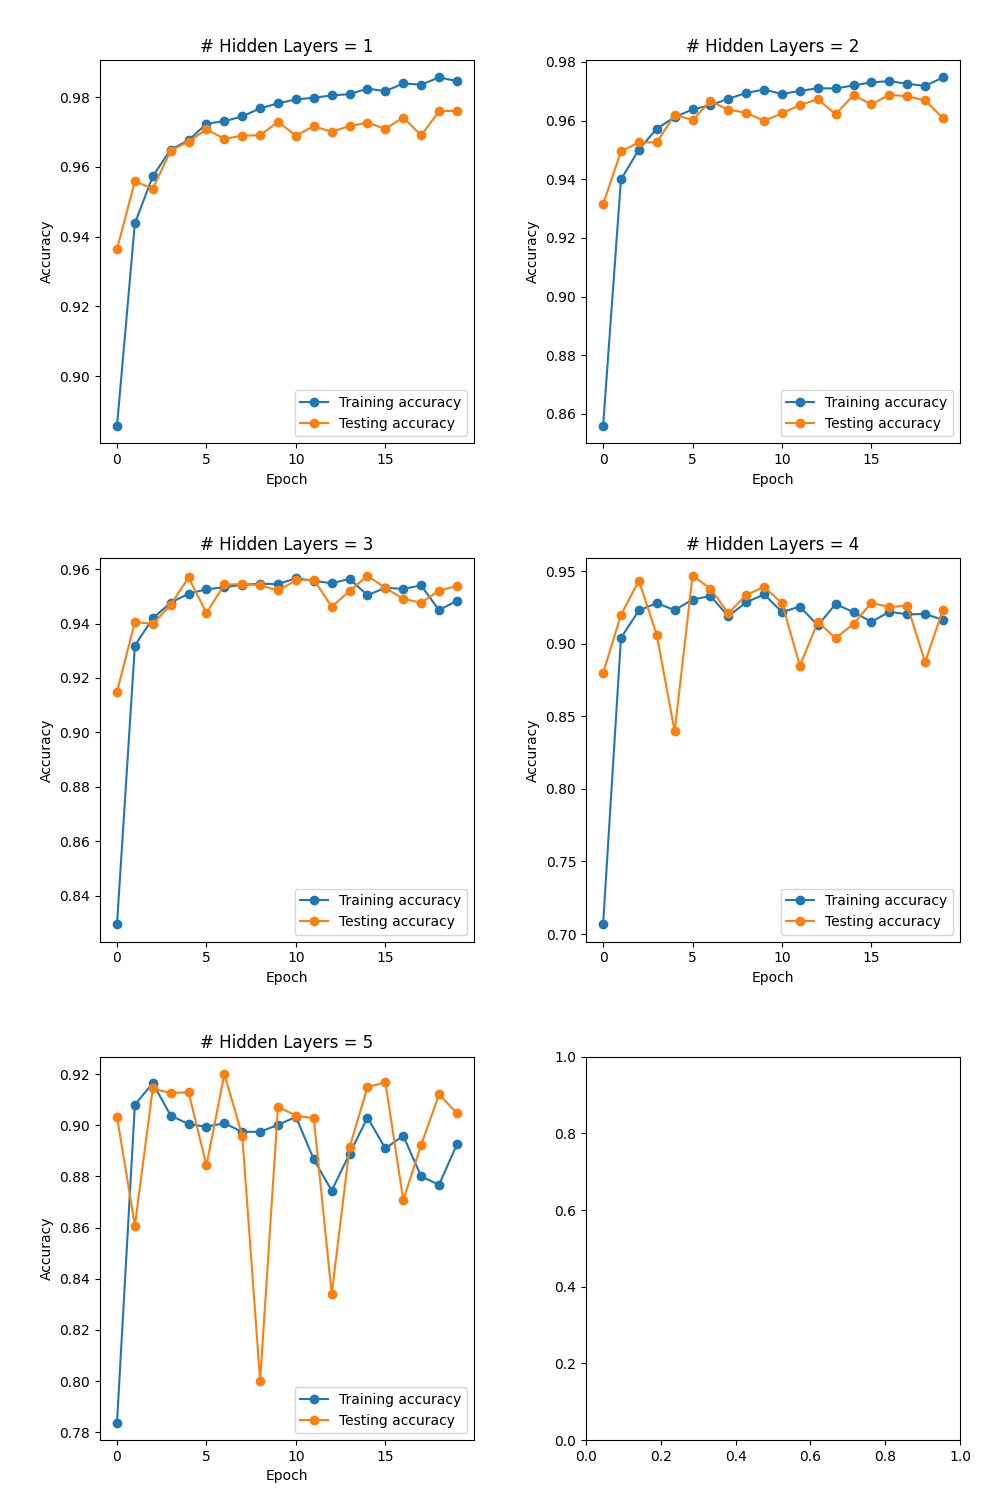 # Hidden Layers = 1
0.98
0.96
0.94
0.92
0.90
Accuracy
0 5 10 15
Epoch
Training accuracy
Testing accuracy
# Hidden Layers = 2
0.98
0.96
0.94
0.92
0.90
0.88
0.86
Accuracy
0 5 10 15
Epoch
Training accuracy
Testing accuracy
# Hidden Layers = 3
0.96
0.94
0.92
0.90
0.88
0.86
0.84
Accuracy
0 5 10 15
Epoch
Training accuracy
Testing accuracy
# Hidden Layers = 4
0.95
0.90
0.85
0.80
0.75
0.70
Accuracy
0 5 10 15
Epoch
Training accuracy
Testing accuracy
# Hidden Layers = 5
0.92
0.90
0.88
0.86
0.84
0.82
0.80
0.78
Accuracy
0 5 10 15
Epoch
Training accuracy
Testing accuracy
1.0
0.8
0.6
0.4
0.2
0.0
0.0 0.2 0.4 0.6 0.8 1.0